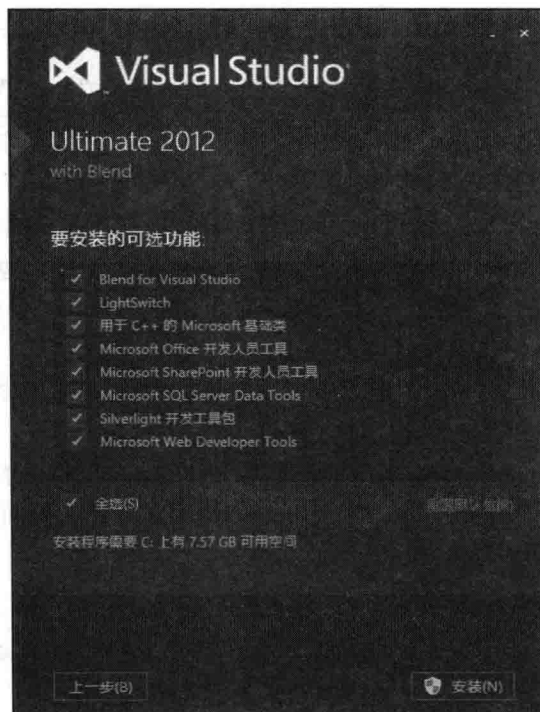 Visual Studio
Ultimate 2012
with Blend
要安装的可选功能:
Blend for Visual Studio
LightSwitch
用于 C++ 的 Microsoft 基础类
Microsoft Office 开发人员工具
Microsoft SharePoint 开发人员工具
Microsoft SQL Server Data Tools
Silverlight 开发工具包
Microsoft Web Developer Tools
全选(S)
安装程序需要 C: 上有 7.57 GB 可用空间
上一步(B)
安装(N)